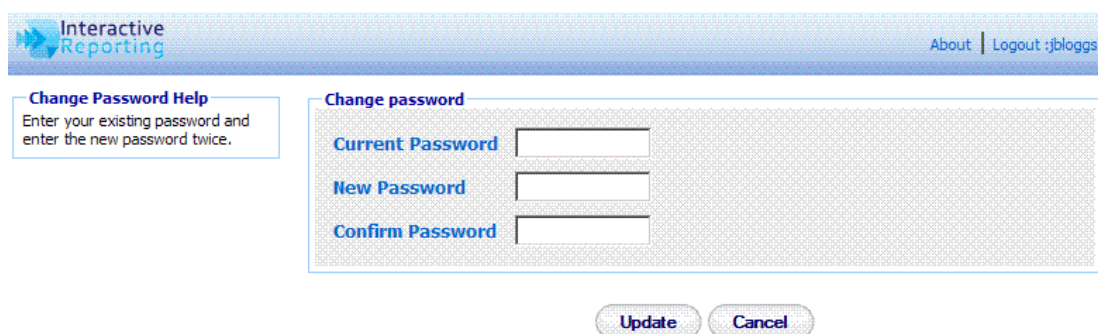 Interactive
Reporting
About | Logout :jbloggs
Change Password Help
Enter your existing password and
enter the new password twice.
Change password
Current Password
New Password
Confirm Password
Update Cancel